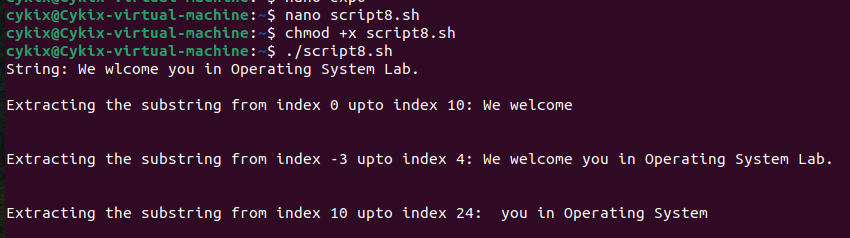 cykix@Cykix-virtual-machine:~$ nano script8.sh
cykix@Cykix-virtual-machine:~$ chmod +x script8.sh
cykix@Cykix-virtual-machine:~$ ./script8.sh
String: We wlcome you in Operating System Lab.
Extracting the substring from index 0 upto index 10: We welcome
Extracting the substring from index -3 upto index 4: We welcome you in Operating System Lab.
Extracting the substring from index 10 upto index 24:  you in Operating System